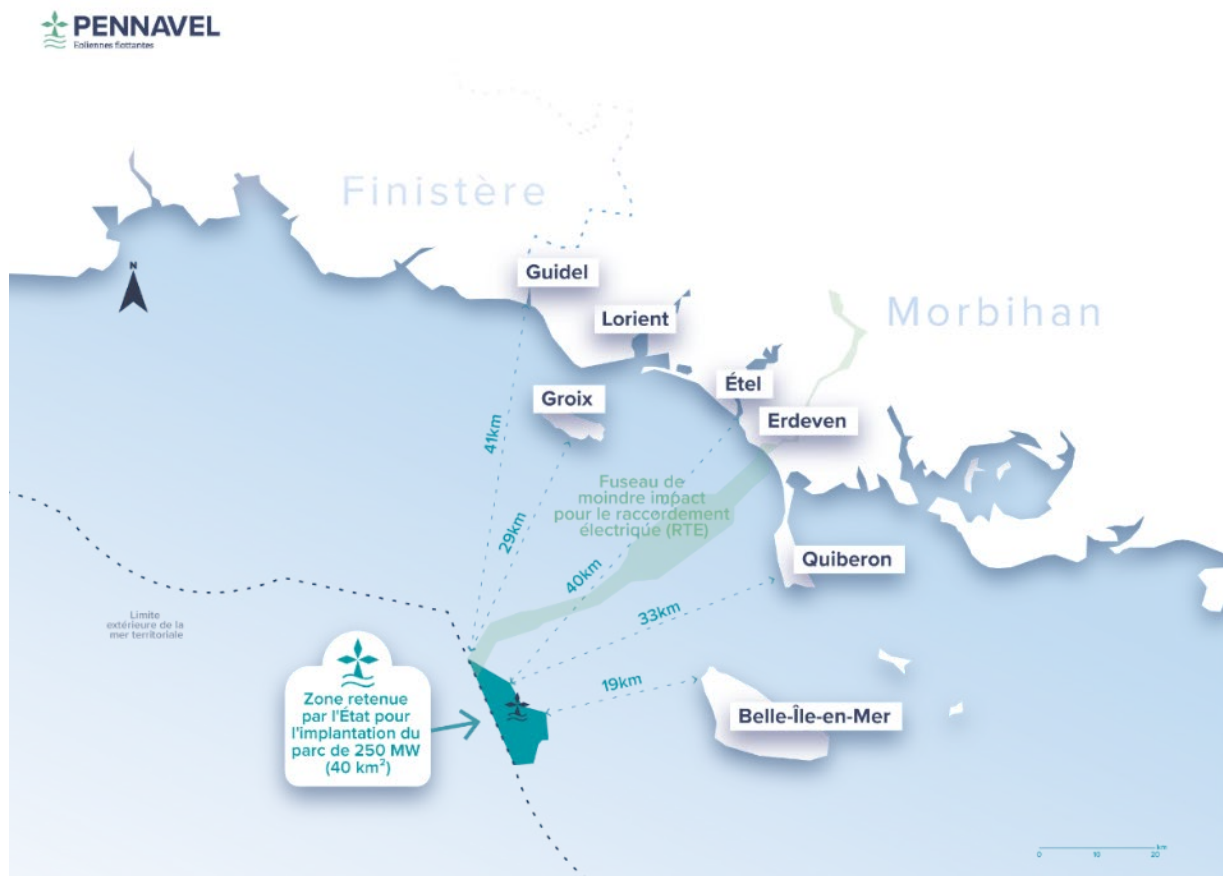 PENNAVEL
Eoliennes flottantes
Finistère
N
Guidel
Morbihan
Lorient
Étel
Groix
Erdeven
41km
Fuseau de
moindre impact
pour le raccordement
électrique (RTE)
29km
Quiberon
40km
33km
Limite
extérieure de la
mer territoriale
19km
Zone retenue
par l'État pour
l'implantation du
parc de 250 MW
(40 km²)
Belle-Île-en-Mer
km
0 10 20